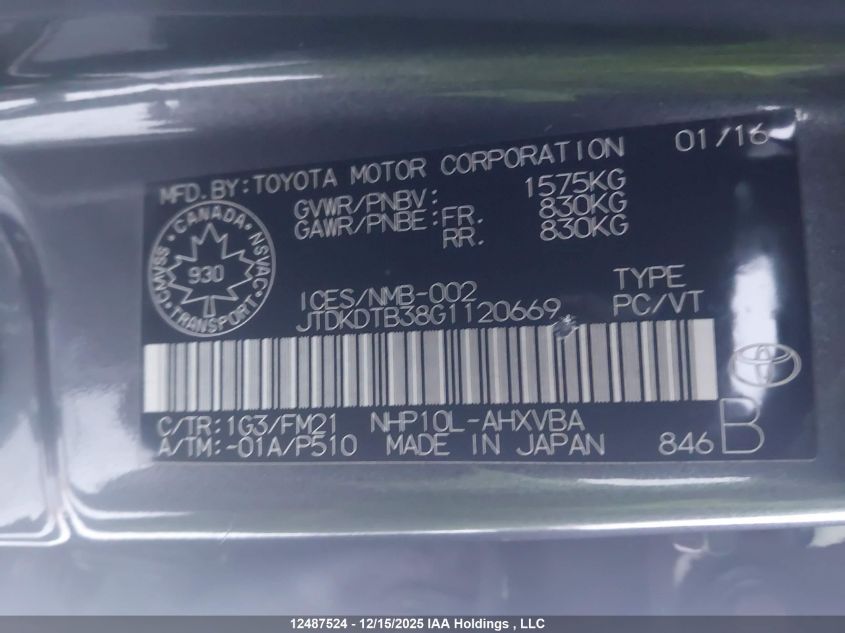 MFD.BY:TOYOTA MOTOR CORPORATION 01/16
GVWR/PNBV: 1575KG
GAWR/PNBE:FR. 830KG
RR. 830KG
CANADA
CMVSS NSVAC
930
TRANSPORT
ICES/NMB-002 TYPE
JTDKDTB38G1120669 PC/VT
C/TR:1G3/FM21 NHP10L-AHXVBA
A/TM:-01A/P510 MADE IN JAPAN 846 B
12487524 - 12/15/2025 IAA Holdings , LLC